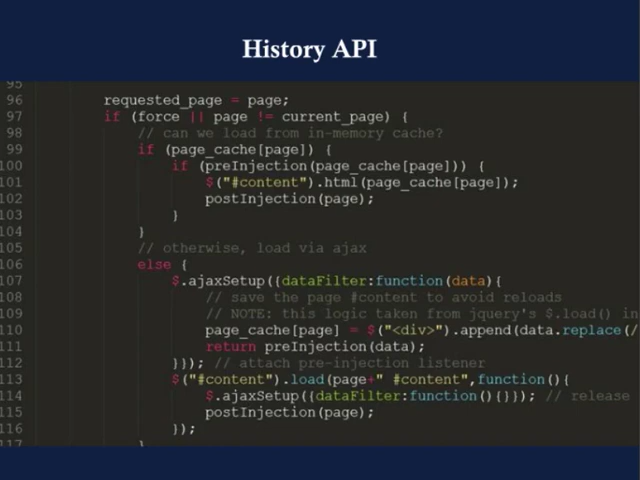 History API
95
96 requested_page = page;
97 if (force || page != current_page) {
98 // can we load from in-memory cache?
99 if (page_cache[page]) {
100 if (preInjection(page_cache[page])) {
101 $("#content").html(page_cache[page]);
102 postInjection(page);
103 }
104 }
105 // otherwise, load via ajax
106 else {
107 $.ajaxSetup({dataFilter:function(data){
108 // save the page #content to avoid reloads
109 // NOTE: this logic taken from jquery's $.load() in
110 page_cache[page] = $("<div>").append(data.replace(/
111 return preInjection(data);
112 }}); // attach pre-injection listener
113 $("#content").load(page+" #content",function(){
114 $.ajaxSetup({dataFilter:function(){}}); // release
115 postInjection(page);
116 });
117 }